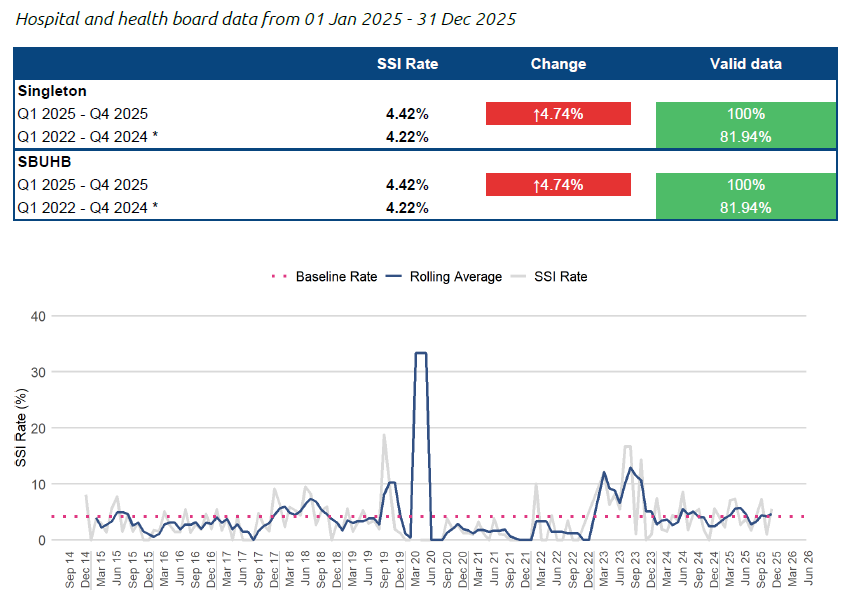 Hospital and health board data from 01 Jan 2025 - 31 Dec 2025
SSI Rate Change Valid data
Singleton
Q1 2025 - Q4 2025 4.42% ↑4.74% 100%
Q1 2022 - Q4 2024 * 4.22% 81.94%
SBUHB
Q1 2025 - Q4 2025 4.42% ↑4.74% 100%
Q1 2022 - Q4 2024 * 4.22% 81.94%
Baseline Rate Rolling Average SSI Rate
SSI Rate (%)
40
30
20
10
0
Sep 14 Dec 14 Mar 15 Jun 15 Sep 15 Dec 15 Mar 16 Jun 16 Sep 16 Dec 16 Mar 17 Jun 17 Sep 17 Dec 17 Mar 18 Jun 18 Sep 18 Dec 18 Mar 19 Jun 19 Sep 19 Dec 19 Mar 20 Jun 20 Sep 20 Dec 20 Mar 21 Jun 21 Sep 21 Dec 21 Mar 22 Jun 22 Sep 22 Dec 22 Mar 23 Jun 23 Sep 23 Dec 23 Mar 24 Jun 24 Sep 24 Dec 24 Mar 25 Jun 25 Sep 25 Dec 25 Mar 26 Jun 26